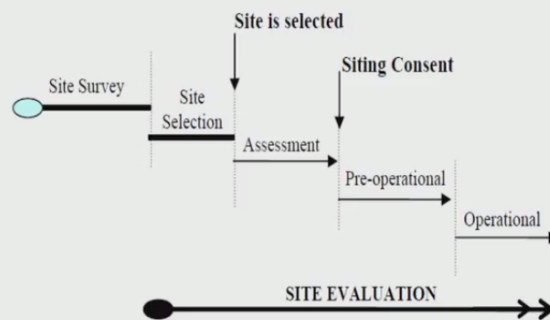 Site is selected
Siting Consent
Site Survey
Site
Selection
Assessment
Pre-operational
Operational
SITE EVALUATION